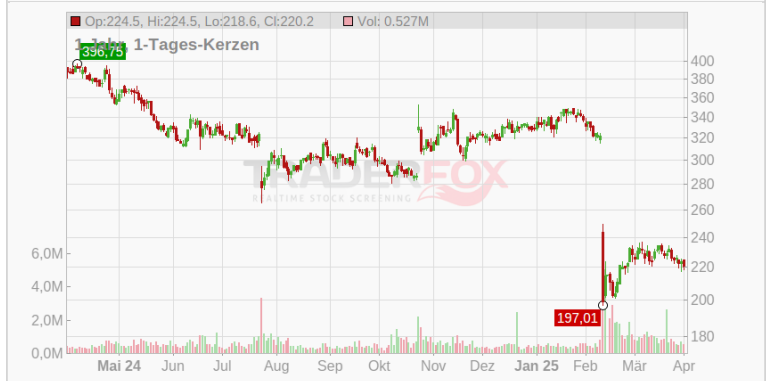 Op:224.5, Hi:224.5, Lo:218.6, Cl:220.2 Vol: 0.527M
1 Jahr, 1-Tages-Kerzen
396,75
400
380
360
340
320
300
280
260
240
220
200
180
TRADERFOX
REALTIME STOCK SCREENING
6,0M
4,0M
2,0M
0,0M
197,01
Mai 24 Jun Jul Aug Sep Okt Nov Dez Jan 25 Feb Mär Apr